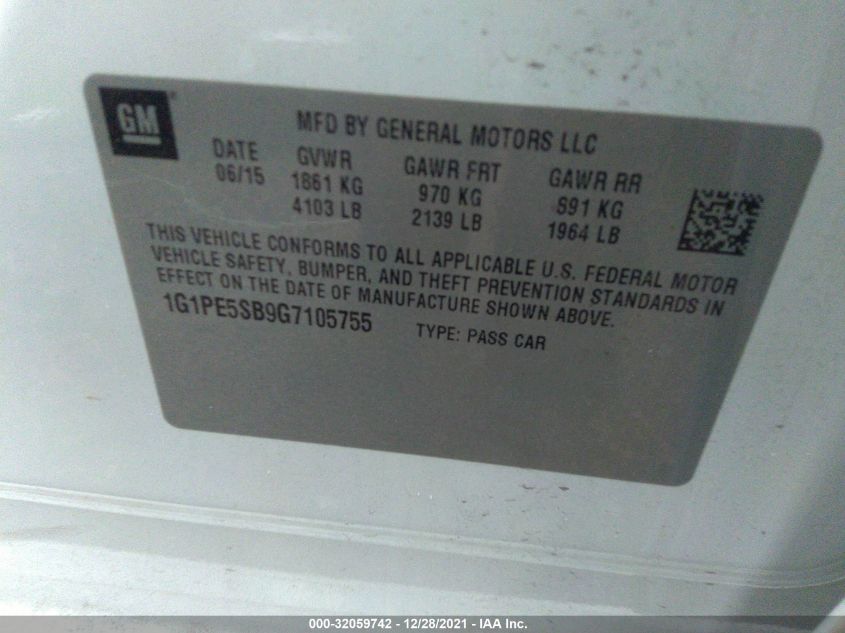 GM
MFD BY GENERAL MOTORS LLC
DATE GVWR GAWR FRT GAWR RR
06/15 1861 KG 970 KG 891 KG
4103 LB 2139 LB 1964 LB
THIS VEHICLE CONFORMS TO ALL APPLICABLE U.S. FEDERAL MOTOR
VEHICLE SAFETY, BUMPER, AND THEFT PREVENTION STANDARDS IN
EFFECT ON THE DATE OF MANUFACTURE SHOWN ABOVE.
1G1PE5SB9G7105755 TYPE: PASS CAR
000-32059742 - 12/28/2021 - IAA Inc.